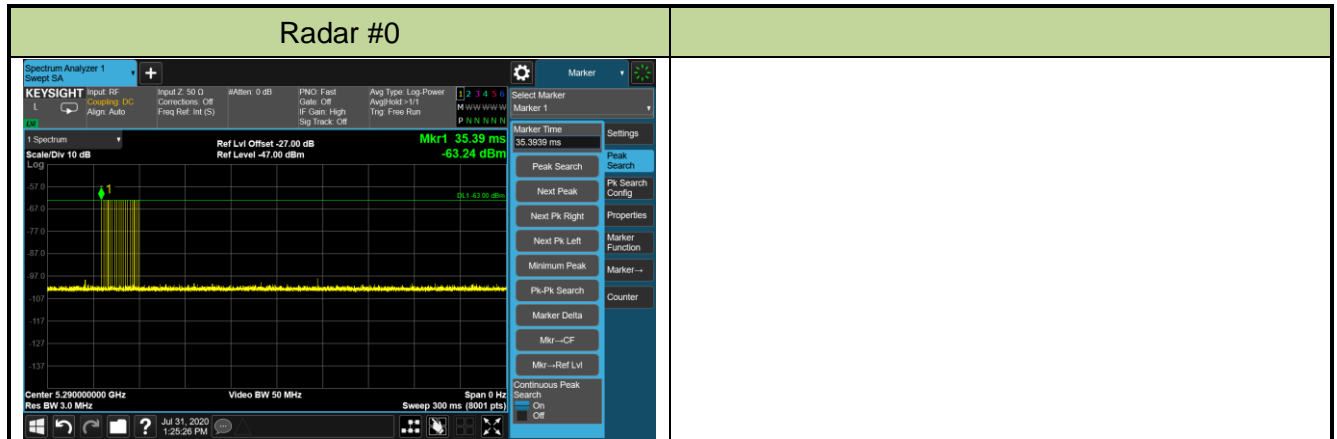 Radar #0
Spectrum Analyzer 1
Swept SA
+
Marker
KEYSIGHT
L
LXI
Input: RF
Coupling: DC
Align: Auto
Input Z: 50 Ω
Corrections: Off
Freq Ref: Int (S)
#Atten: 0 dB
PNO: Fast
Gate: Off
IF Gain: High
Sig Track: Off
Avg Type: Log-Power
Avg|Hold:>1/1
Trig: Free Run
1 2 3 4 5 6
M W W W W W
P N N N N N
Select Marker
Marker 1
1 Spectrum
Scale/Div 10 dB
Log
Ref Lvl Offset -27.00 dB
Ref Level -47.00 dBm
Mkr1 35.39 ms
-63.24 dBm
-57.0
-67.0
-77.0
-87.0
-97.0
-107
-117
-127
-137
1
DL1 -63.00 dBm
Center 5.290000000 GHz
Res BW 3.0 MHz
Video BW 50 MHz
Span 0 Hz
Sweep 300 ms (8001 pts)
Marker Time
35.3939 ms
Peak Search
Next Peak
Next Pk Right
Next Pk Left
Minimum Peak
Pk-Pk Search
Marker Delta
Mkr→CF
Mkr→Ref Lvl
Continuous Peak
Search
On
Off
Settings
Peak
Search
Pk Search
Config
Properties
Marker
Function
Marker→
Counter
?
Jul 31, 2020
1:25:26 PM